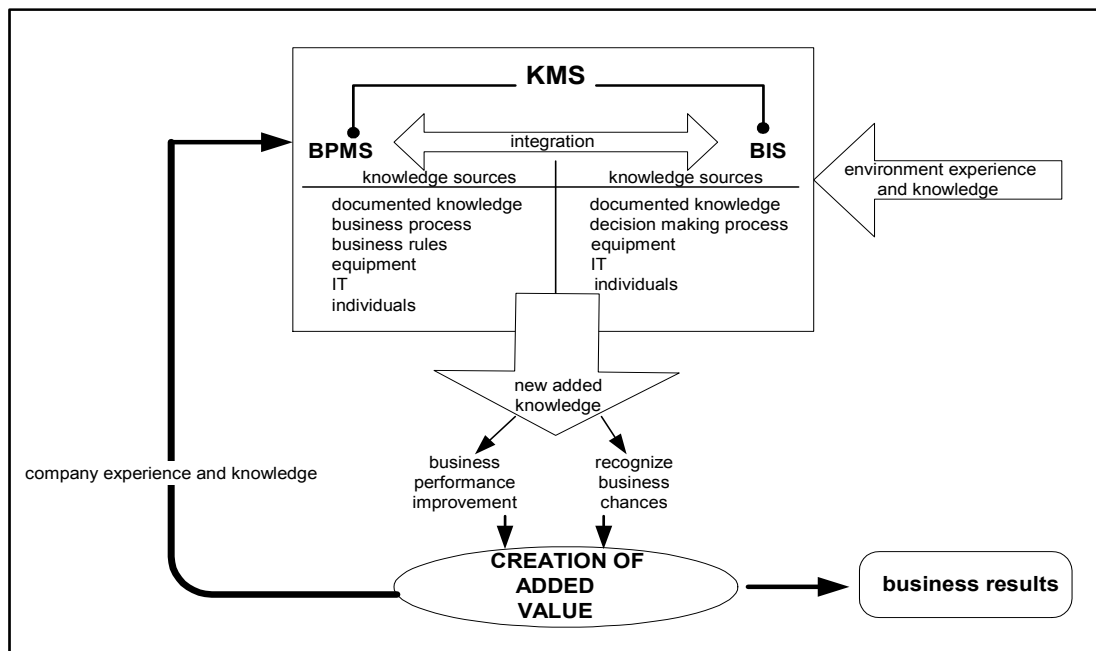 KMS
integration
BPMS
BIS
knowledge sources
documented knowledge
business process
business rules
equipment
IT
individuals
knowledge sources
documented knowledge
decision making process
equipment
IT
individuals
environment experience
and knowledge
new added
knowledge
business
performance
improvement
recognize
business
chances
company experience and knowledge
CREATION OF
ADDED
VALUE
business results